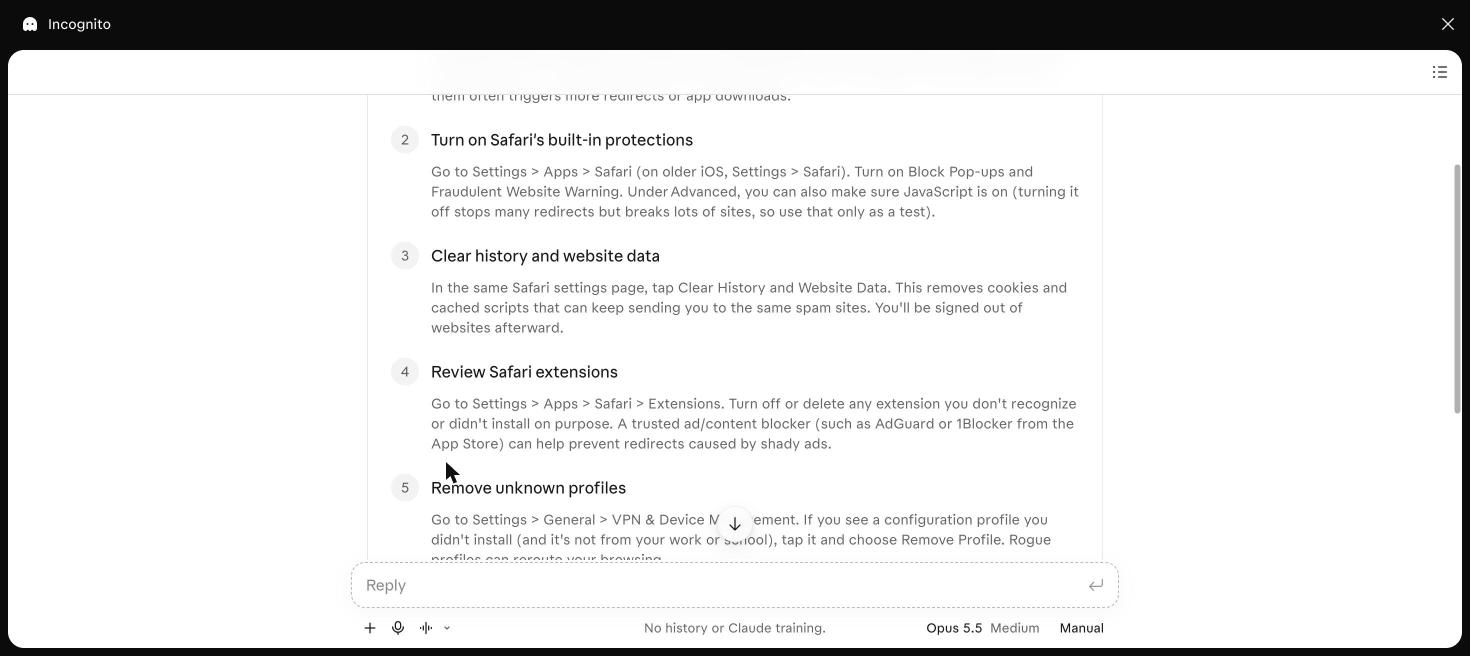 Incognito
them often triggers more redirects or app downloads.
2 Turn on Safari's built-in protections
Go to Settings > Apps > Safari (on older iOS, Settings > Safari). Turn on Block Pop-ups and
Fraudulent Website Warning. Under Advanced, you can also make sure JavaScript is on (turning it
off stops many redirects but breaks lots of sites, so use that only as a test).
3 Clear history and website data
In the same Safari settings page, tap Clear History and Website Data. This removes cookies and
cached scripts that can keep sending you to the same spam sites. You'll be signed out of
websites afterward.
4 Review Safari extensions
Go to Settings > Apps > Safari > Extensions. Turn off or delete any extension you don't recognize
or didn't install on purpose. A trusted ad/content blocker (such as AdGuard or 1Blocker from the
App Store) can help prevent redirects caused by shady ads.
5 Remove unknown profiles
Go to Settings > General > VPN & Device M ement. If you see a configuration profile you
didn't install (and it's not from your work or school), tap it and choose Remove Profile. Rogue
profiles can reroute your browsing.
Reply
No history or Claude training.
Opus 5.5 Medium Manual